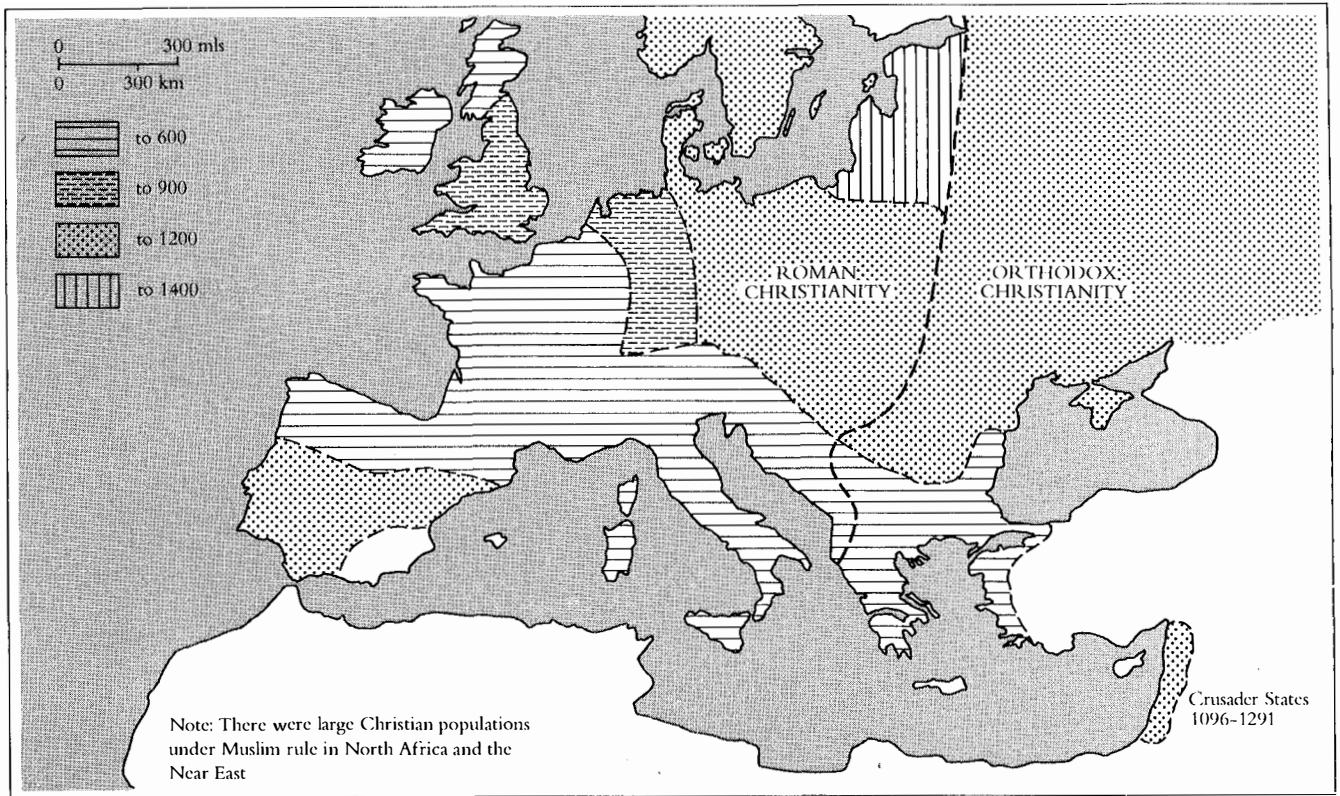 0 300 mls
0 300 km
to 600
to 900
to 1200
to 1400
ROMAN
CHRISTIANITY
ORTHODOX
CHRISTIANITY
Crusader States
1096–1291
Note: There were large Christian populations
under Muslim rule in North Africa and the
Near East